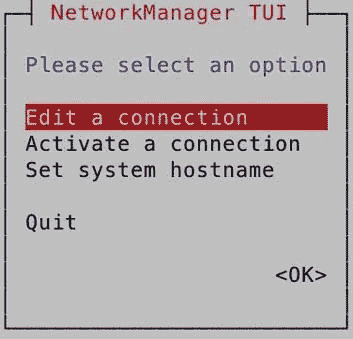 NetworkManager TUI
Please select an option
Edit a connection
Activate a connection
Set system hostname
Quit
<OK>